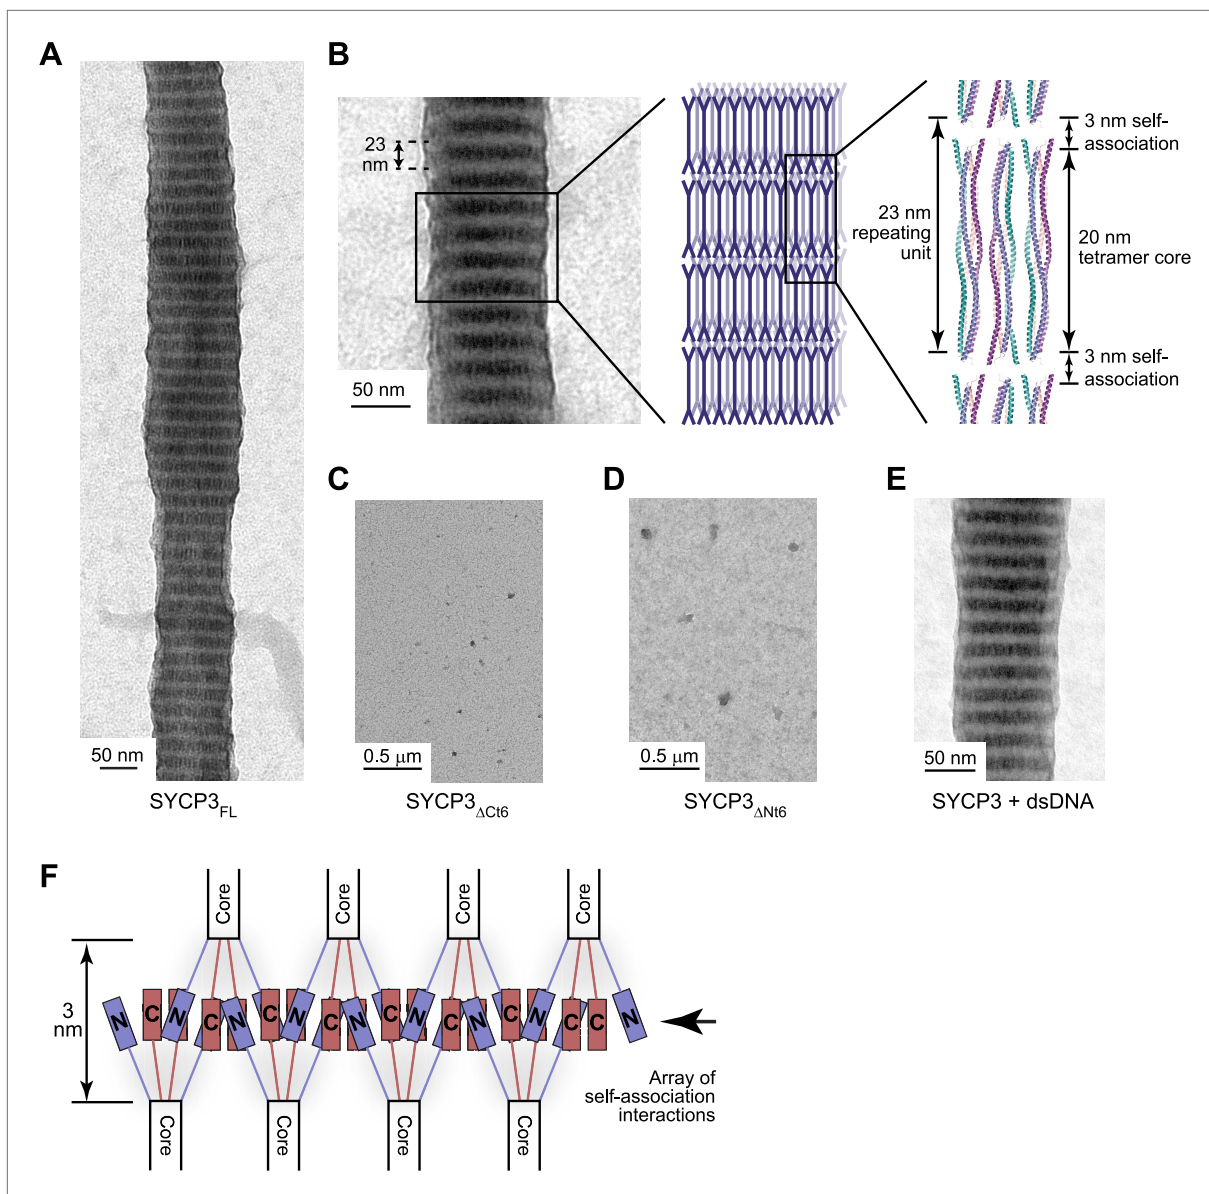 A
50 nm
SYCP3FL
B
23
nm
50 nm
23 nm
repeating
unit
3 nm self-
association
20 nm
tetramer core
3 nm self-
association
C
0.5 μm
SYCP3ΔCt6
D
0.5 μm
SYCP3ΔNt6
E
50 nm
SYCP3 + dsDNA
F
Core Core Core Core
3
nm
N C N C N C N C N C N C N C N C C N
Core Core Core Core
Array of
self-association
interactions